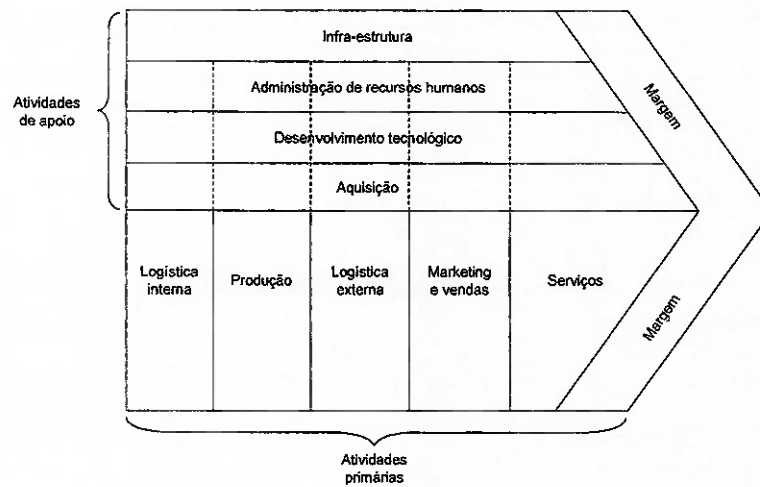 Infra-estrutura
Administração de recursos humanos
Desenvolvimento tecnológico
Aquisição
Atividades
de apoio
Margem
Logística
interna
Produção
Logística
externa
Marketing
e vendas
Serviços
Margem
Atividades
primárias